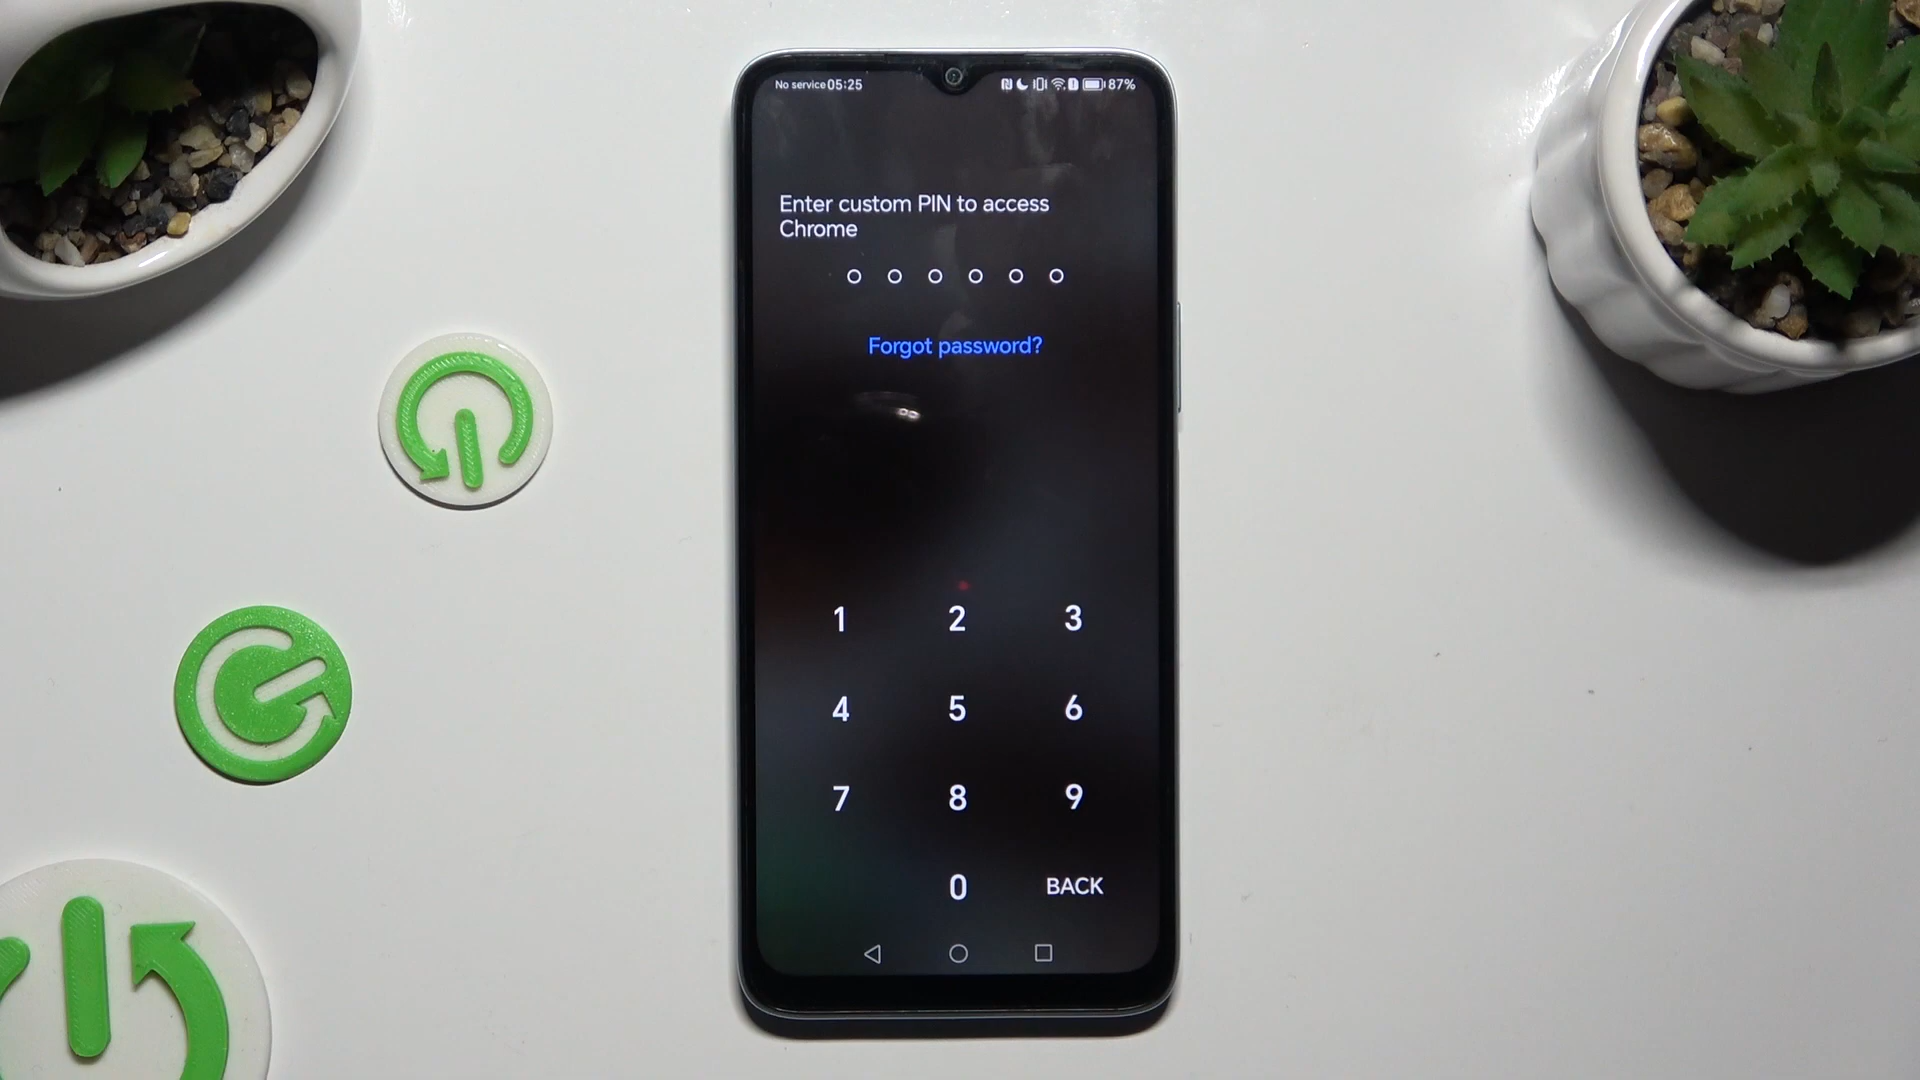 No service 05:25 87%
Enter custom PIN to access
Chrome
Forgot password?
1 2 3
4 5 6
7 8 9
0 BACK